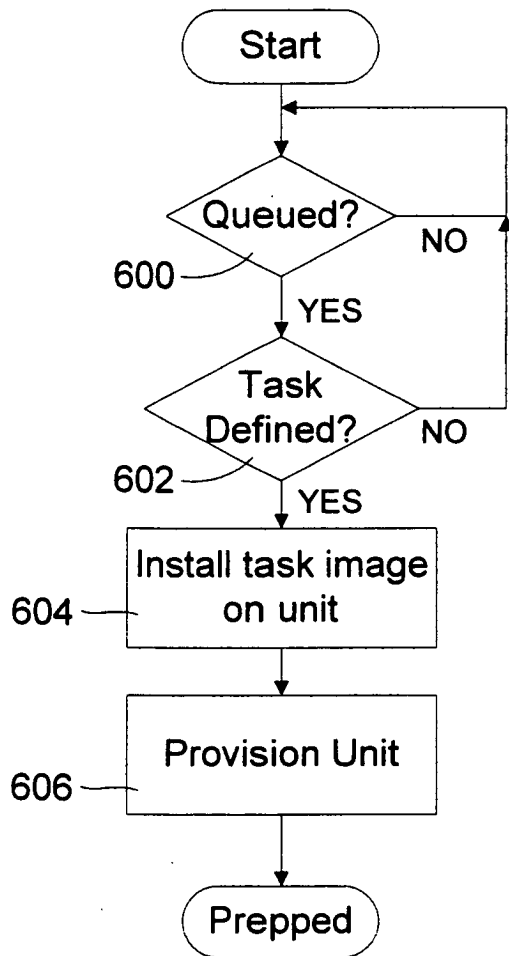 Start
Queued?
NO
600
YES
Task
Defined?
NO
602
YES
Install task image
on unit
604
Provision Unit
606
Prepped